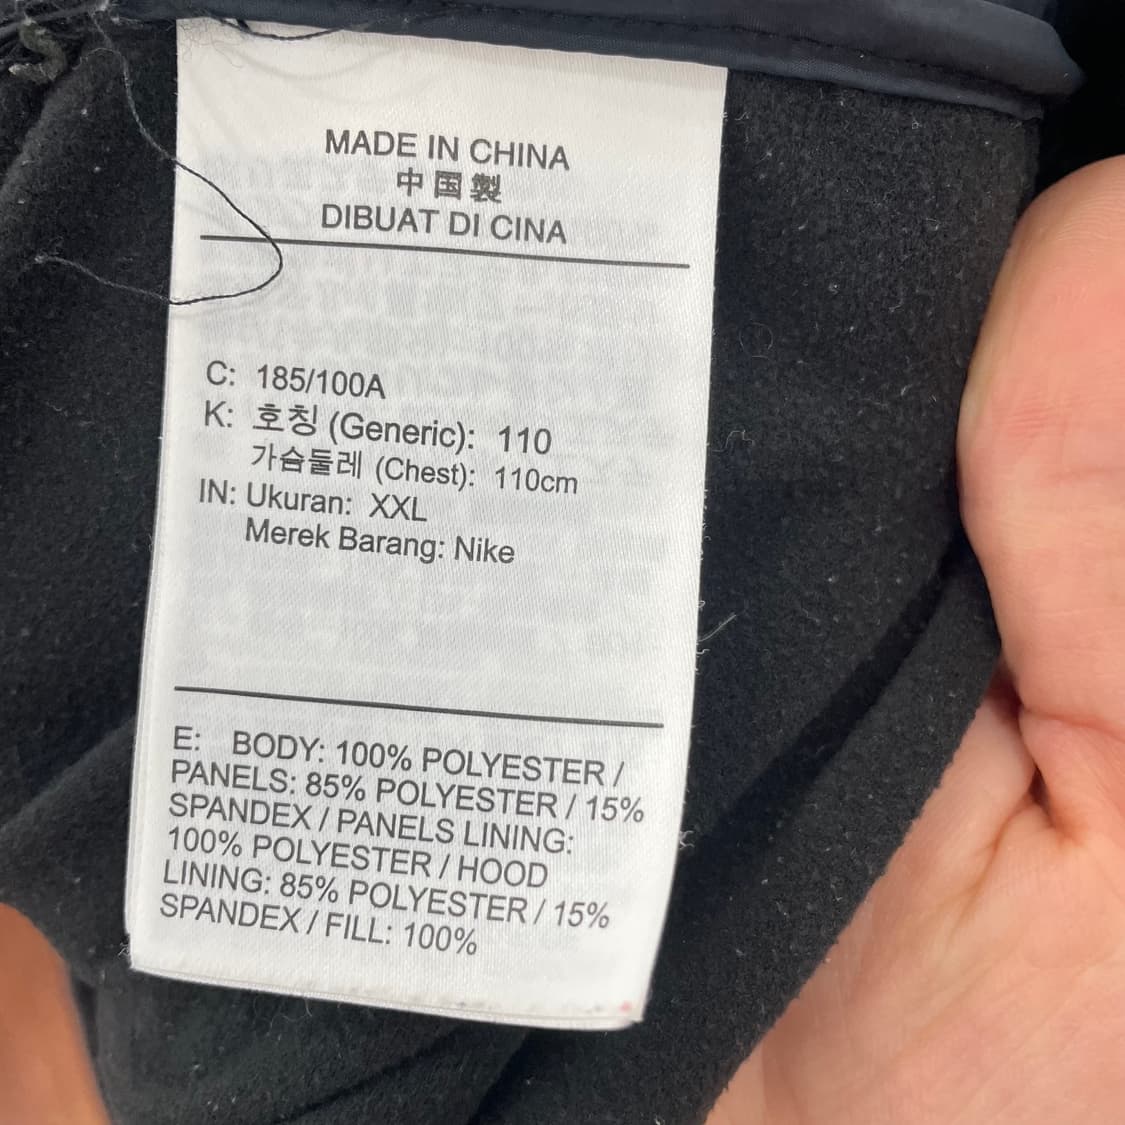 MADE IN CHINA
中国製
DIBUAT DI CINA
C: 185/100A
K: 호칭 (Generic): 110
가슴둘레 (Chest): 110cm
IN: Ukuran: XXL
Merek Barang: Nike
E: BODY: 100% POLYESTER /
PANELS: 85% POLYESTER / 15%
SPANDEX / PANELS LINING:
100% POLYESTER / HOOD
LINING: 85% POLYESTER / 15%
SPANDEX / FILL: 100%